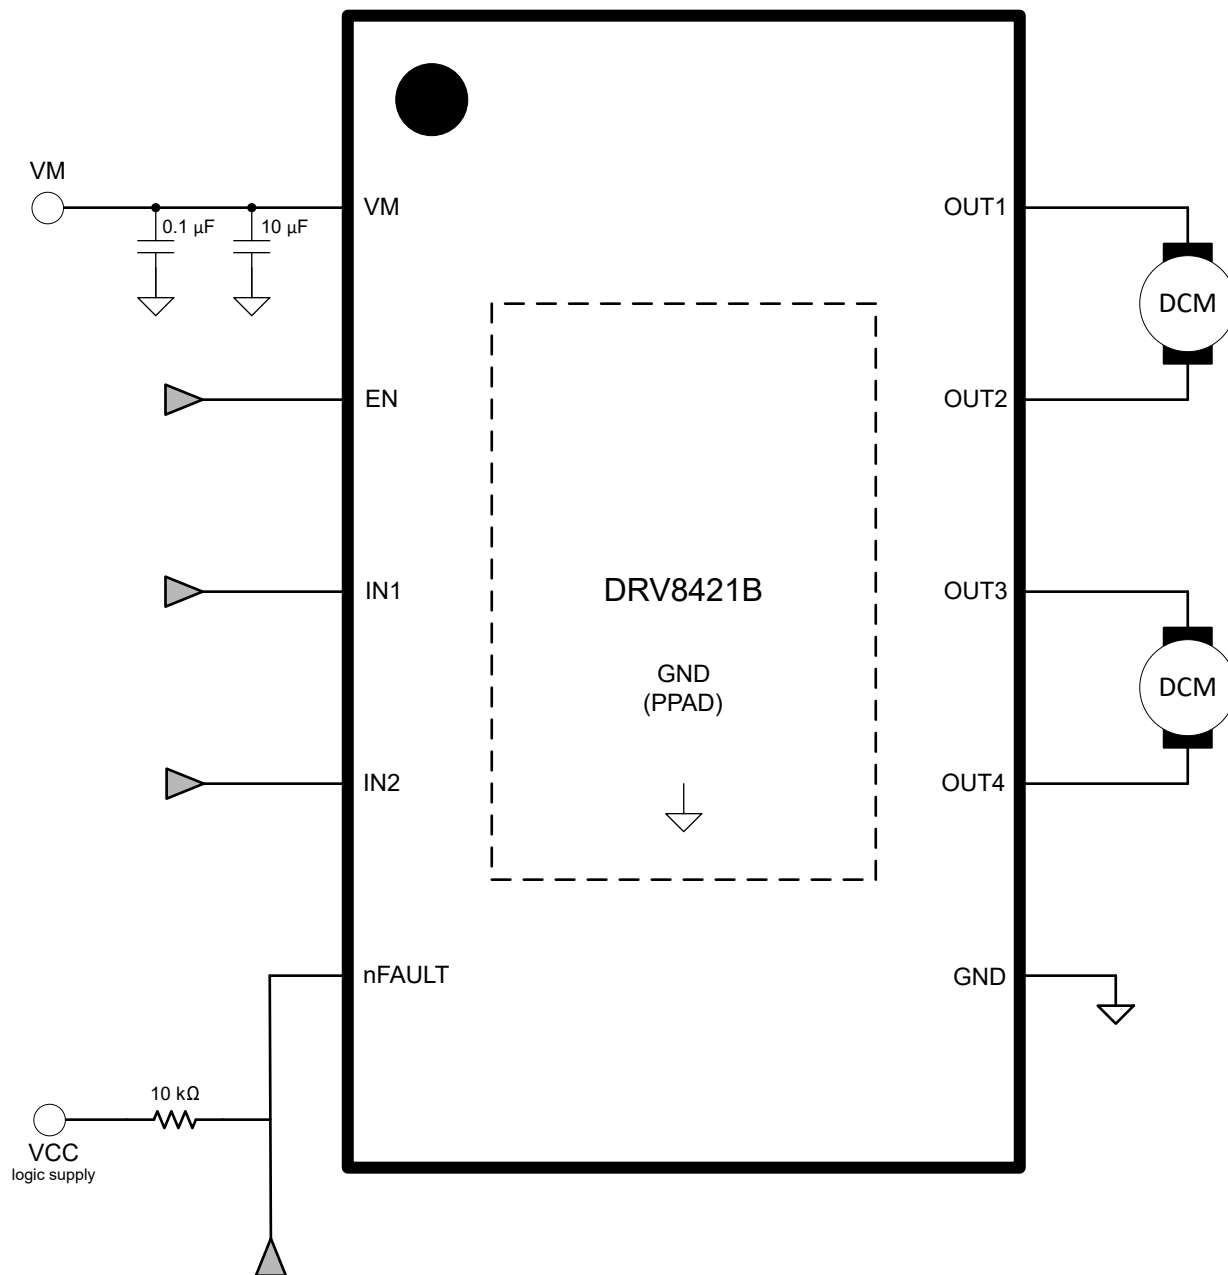 VM
0.1 µF
10 µF
VM
OUT1
DCM
EN
OUT2
IN1
DRV8421B
OUT3
GND
(PPAD)
DCM
IN2
OUT4
nFAULT
GND
10 kΩ
VCC
logic supply